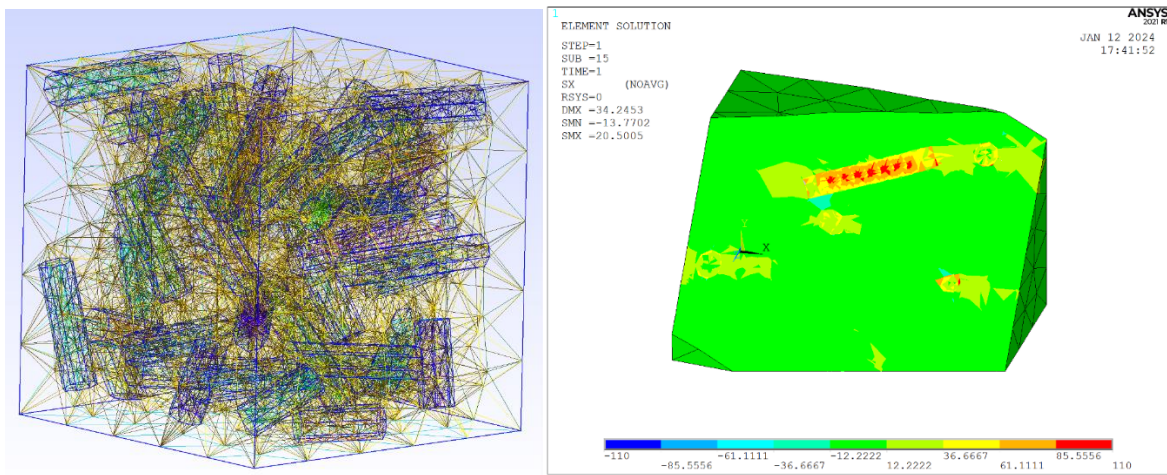 1
ELEMENT SOLUTION
STEP=1
SUB =15
TIME=1
SX (NOAVG)
RSYS=0
DMX =34.2453
SMN =-13.7702
SMX =20.5005
ANSYS
2021 R
JAN 12 2024
17:41:52
Y
X
-110 -61.1111 -12.2222 36.6667 85.5556
-85.5556 -36.6667 12.2222 61.1111 110